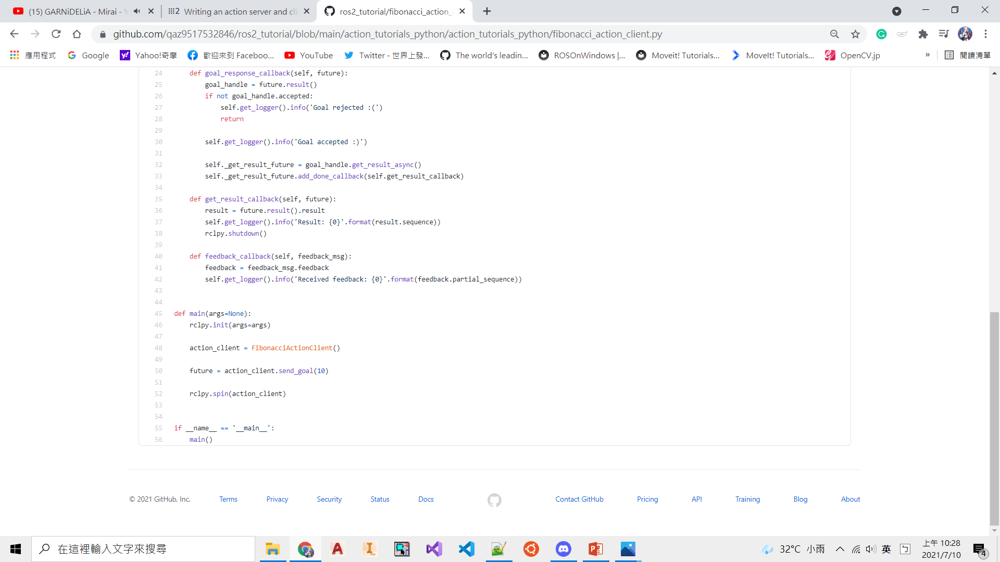 (15) GARNiDELiA - Mirai - Y
Writing an action server and cli
ros2_tutorial/fibonacci_action_
github.com/qaz9517532846/ros2_tutorial/blob/main/action_tutorials_python/action_tutorials_python/fibonacci_action_client.py
應用程式
Google
Yahoo!奇摩
歡迎來到 Faceboo...
YouTube
Twitter - 世界上發...
The world's leadin...
ROSOnWindows |...
Moveit! Tutorials...
MoveIt! Tutorials...
OpenCV.jp
»
閱讀清單
24 def goal_response_callback(self, future):
25 goal_handle = future.result()
26 if not goal_handle.accepted:
27 self.get_logger().info('Goal rejected :(')
28 return
29
30 self.get_logger().info('Goal accepted :)')
31
32 self._get_result_future = goal_handle.get_result_async()
33 self._get_result_future.add_done_callback(self.get_result_callback)
34
35 def get_result_callback(self, future):
36 result = future.result().result
37 self.get_logger().info('Result: {0}'.format(result.sequence))
38 rclpy.shutdown()
39
40 def feedback_callback(self, feedback_msg):
41 feedback = feedback_msg.feedback
42 self.get_logger().info('Received feedback: {0}'.format(feedback.partial_sequence))
43
44
45 def main(args=None):
46 rclpy.init(args=args)
47
48 action_client = FibonacciActionClient()
49
50 future = action_client.send_goal(10)
51
52 rclpy.spin(action_client)
53
54
55 if __name__ == '__main__':
56 main()
© 2021 GitHub, Inc.
Terms
Privacy
Security
Status
Docs
Contact GitHub
Pricing
API
Training
Blog
About
在這裡輸入文字來搜尋
32°C 小雨
英
上午 10:28
2021/7/10
4